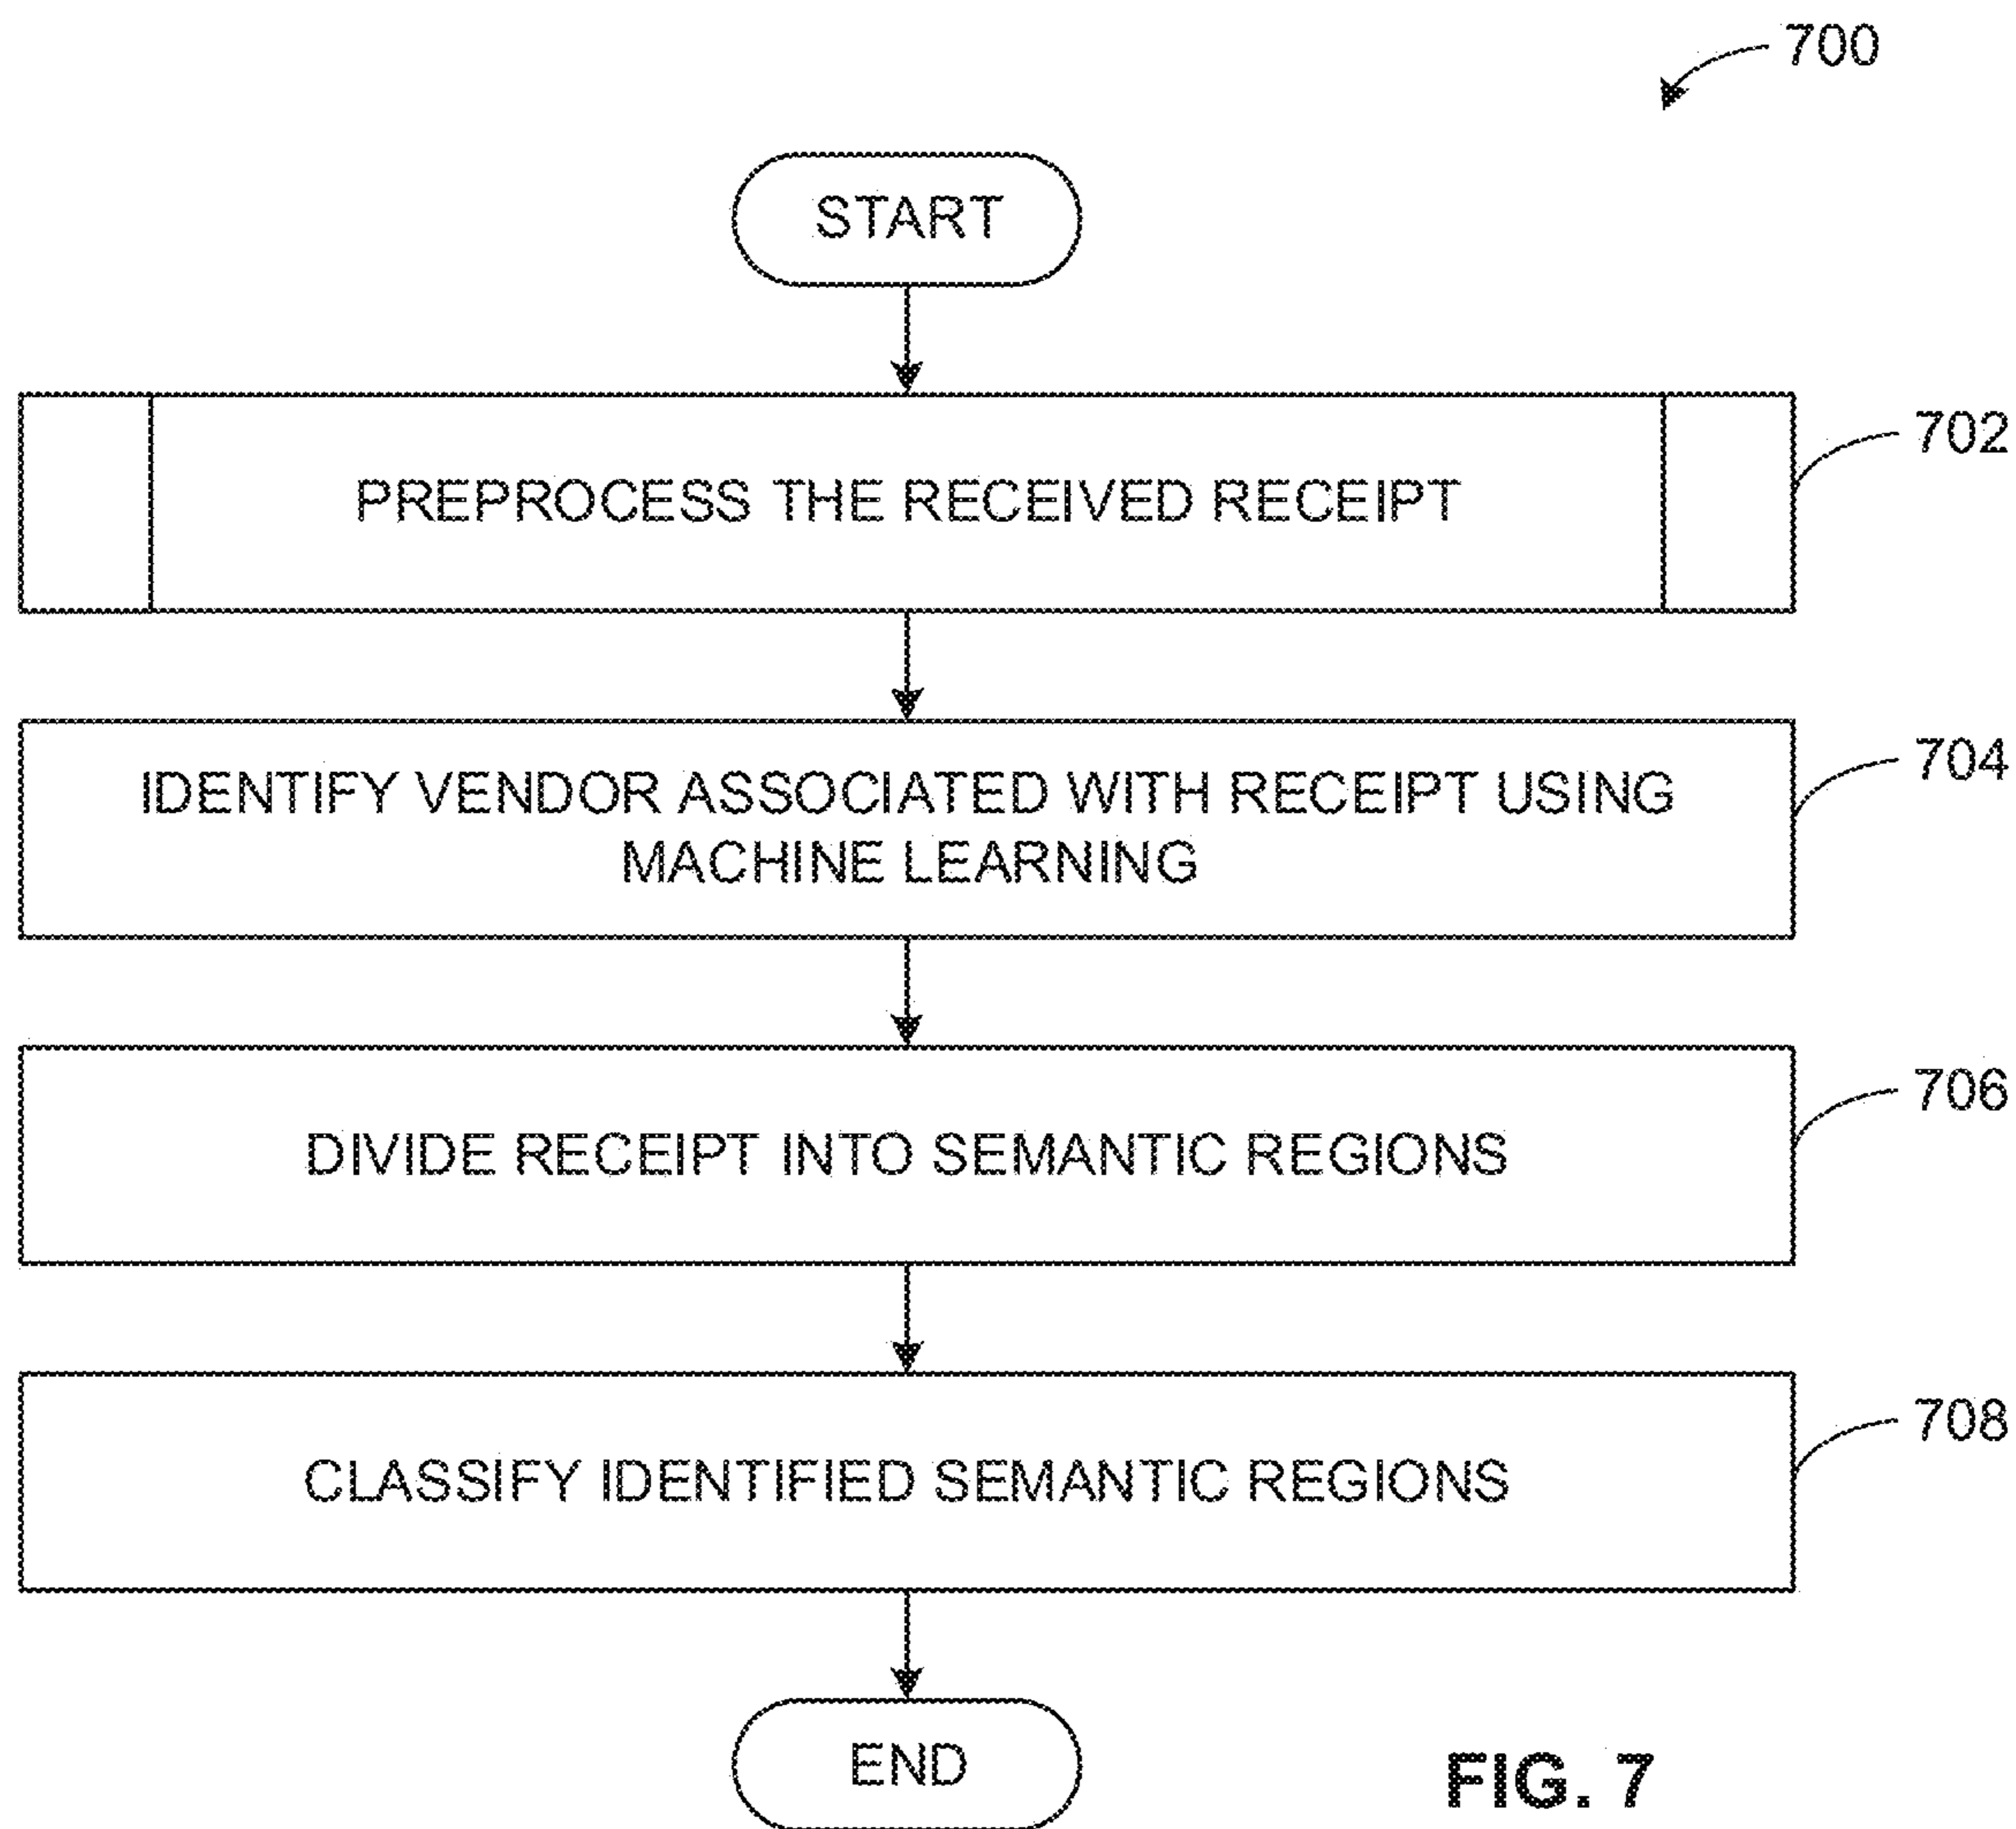 700
START
PREPROCESS THE RECEIVED RECEIPT
702
IDENTIFY VENDOR ASSOCIATED WITH RECEIPT USING
MACHINE LEARNING
704
DIVIDE RECEIPT INTO SEMANTIC REGIONS
706
CLASSIFY IDENTIFIED SEMANTIC REGIONS
708
END
FIG. 7